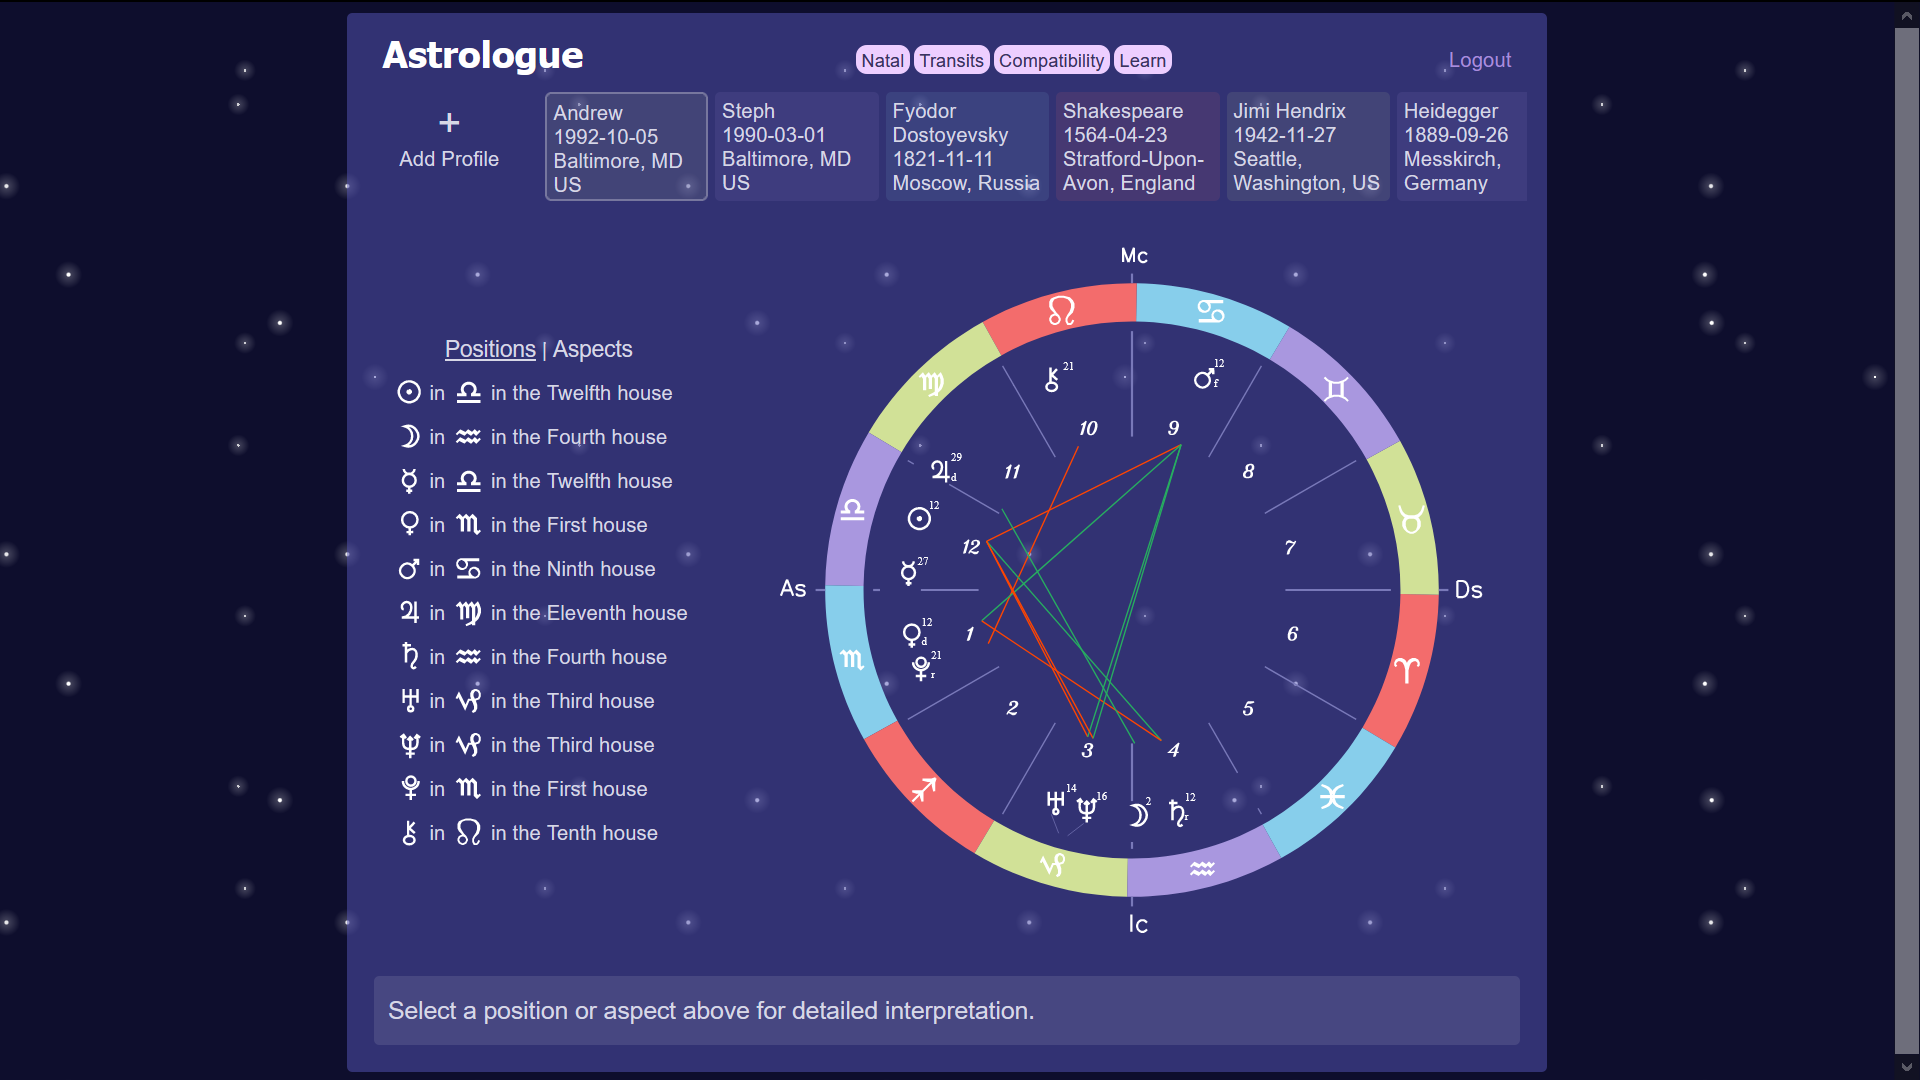 Astrologue
Natal Transits Compatibility Learn
Logout
+
Add Profile
Andrew
1992-10-05
Baltimore, MD
US
Steph
1990-03-01
Baltimore, MD
US
Fyodor
Dostoyevsky
1821-11-11
Moscow, Russia
Shakespeare
1564-04-23
Stratford-Upon-
Avon, England
Jimi Hendrix
1942-11-27
Seattle,
Washington, US
Heidegger
1889-09-26
Messkirch,
Germany
Positions | Aspects
☉ in ♎ in the Twelfth house
☽ in ♒ in the Fourth house
☿ in ♎ in the Twelfth house
♀ in ♏ in the First house
♂ in ♋ in the Ninth house
♃ in ♍ in the Eleventh house
♄ in ♒ in the Fourth house
♅ in ♑ in the Third house
♆ in ♑ in the Third house
♇ in ♏ in the First house
⚷ in ☊ in the Tenth house
Mc
☊ ♋
♍ ♊
⚷ 21
♂ 12 f
10 9
♃ 29 d
11 8
♎ ♉
☉ 12
12 7
☿ 27
As Ds
♀ 12 d
1 6
♇ 21 r
♏ ♈
2 5
3 4
♐ ♓
♅ 14 ♆ 16 ☽ 2 ♄ 12 r
♑ ♒
Ic
Select a position or aspect above for detailed interpretation.